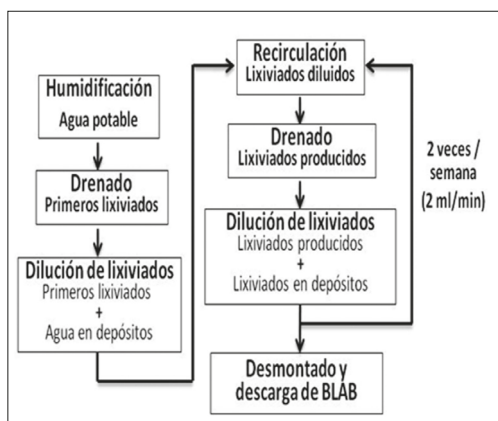 Humidificación
Agua potable
Drenado
Primeros lixiviados
Dilución de lixiviados
Primeros lixiviados
+
Agua en depósitos
Recirculación
Lixiviados diluidos
Drenado
Lixiviados producidos
Dilución de lixiviados
Lixiviados producidos
+
Lixiviados en depósitos
Desmontado y
descarga de BLAB
2 veces /
semana
(2 ml/min)